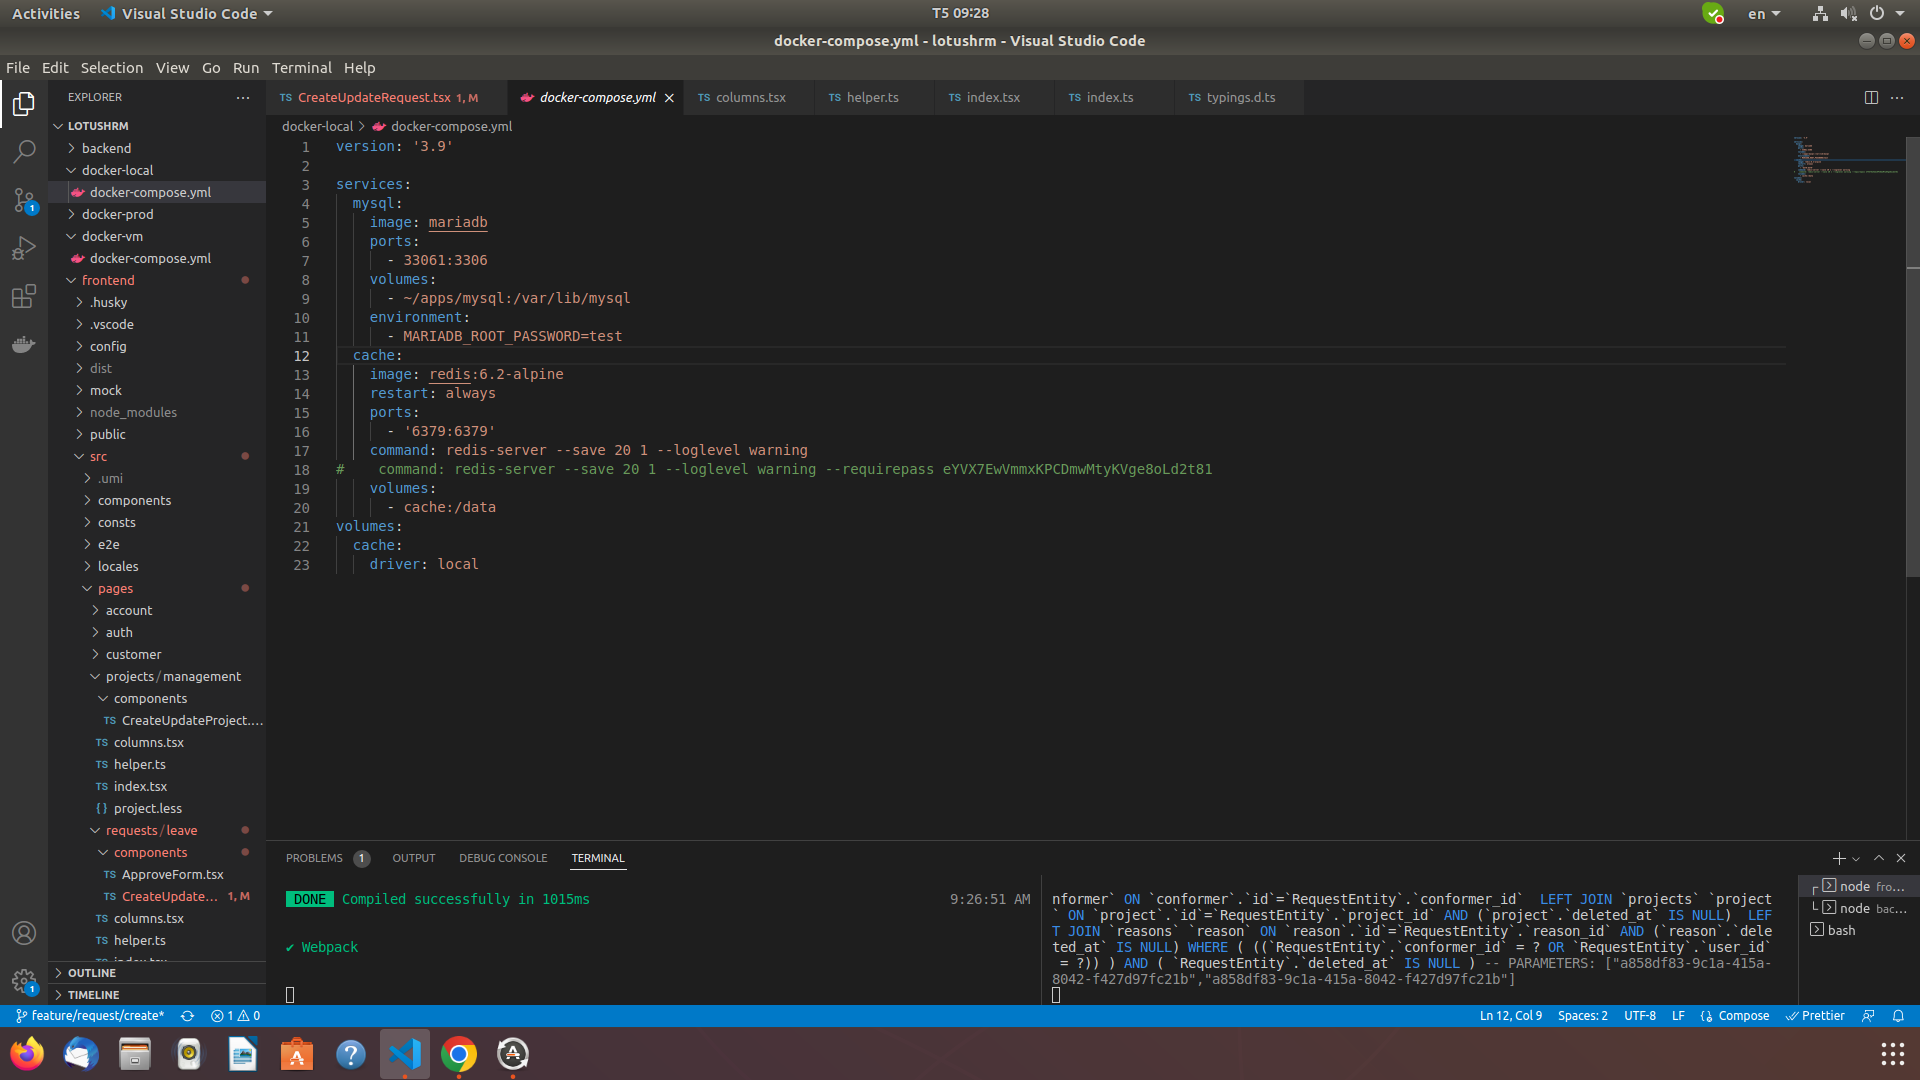 Activities Visual Studio Code T5 09:28 en
docker-compose.yml - lotushrm - Visual Studio Code
File Edit Selection View Go Run Terminal Help
EXPLORER
LOTUSHRM
backend
docker-local
docker-compose.yml
docker-prod
docker-vm
docker-compose.yml
frontend
.husky
.vscode
config
dist
mock
node_modules
public
src
.umi
components
consts
e2e
locales
pages
account
auth
customer
projects/management
components
TS CreateUpdateProject....
TS columns.tsx
TS helper.ts
TS index.tsx
{} project.less
requests/leave
components
TS ApproveForm.tsx
TS CreateUpdate... 1, M
TS columns.tsx
TS helper.ts
OUTLINE
TIMELINE
TS CreateUpdateRequest.tsx 1, M docker-compose.yml TS columns.tsx TS helper.ts TS index.tsx TS index.ts TS typings.d.ts
docker-local > docker-compose.yml
1 version: '3.9'
2
3 services:
4 mysql:
5 image: mariadb
6 ports:
7 - 33061:3306
8 volumes:
9 - ~/apps/mysql:/var/lib/mysql
10 environment:
11 - MARIADB_ROOT_PASSWORD=test
12 cache:
13 image: redis:6.2-alpine
14 restart: always
15 ports:
16 - '6379:6379'
17 command: redis-server --save 20 1 --loglevel warning
18 # command: redis-server --save 20 1 --loglevel warning --requirepass eYVX7EwVmmxKPCDmwMtyKVge8oLd2t81
19 volumes:
20 - cache:/data
21 volumes:
22 cache:
23 driver: local
PROBLEMS 1 OUTPUT DEBUG CONSOLE TERMINAL
DONE Compiled successfully in 1015ms 9:26:51 AM
✔ Webpack
nformer` ON `conformer`.`id`=`RequestEntity`.`conformer_id` LEFT JOIN `projects` `project
` ON `project`.`id`=`RequestEntity`.`project_id` AND (`project`.`deleted_at` IS NULL) LEF
T JOIN `reasons` `reason` ON `reason`.`id`=`RequestEntity`.`reason_id` AND (`reason`.`dele
ted_at` IS NULL) WHERE ( ((`RequestEntity`.`conformer_id` = ? OR `RequestEntity`.`user_id`
= ?)) ) AND ( `RequestEntity`.`deleted_at` IS NULL ) -- PARAMETERS: ["a858df83-9c1a-415a-
8042-f427d97fc21b","a858df83-9c1a-415a-8042-f427d97fc21b"]
node fro...
node bac...
bash
feature/request/create* 1 0 Ln 12, Col 9 Spaces: 2 UTF-8 LF Compose Prettier